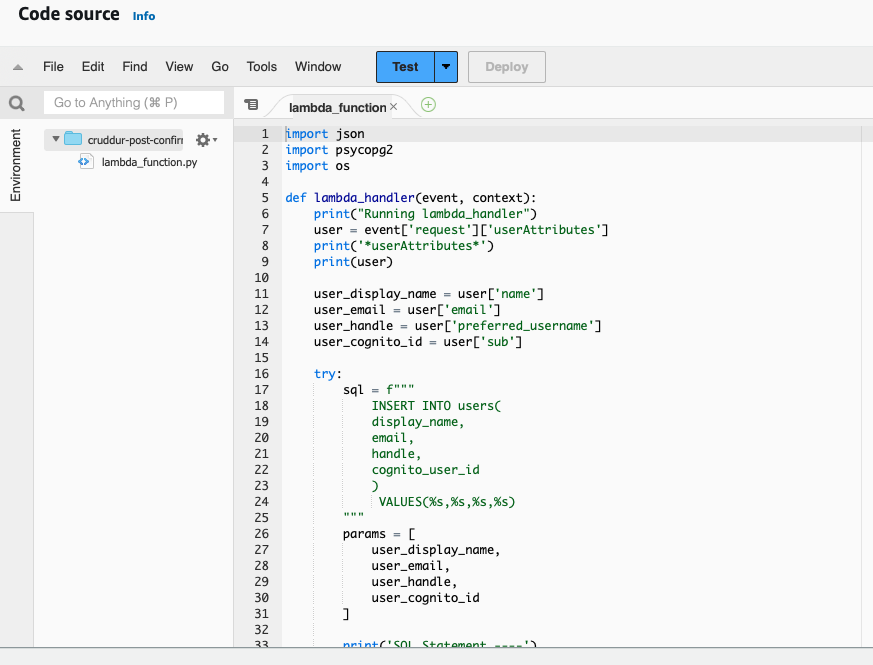 Code source Info
File Edit Find View Go Tools Window Test Deploy
Go to Anything (⌘ P)
lambda_function
Environment
cruddur-post-confirr
lambda_function.py
1 import json
2 import psycopg2
3 import os
4
5 def lambda_handler(event, context):
6     print("Running lambda_handler")
7     user = event['request']['userAttributes']
8     print('*userAttributes*')
9     print(user)
10
11     user_display_name = user['name']
12     user_email = user['email']
13     user_handle = user['preferred_username']
14     user_cognito_id = user['sub']
15
16     try:
17         sql = f"""
18             INSERT INTO users(
19             display_name,
20             email,
21             handle,
22             cognito_user_id
23             )
24              VALUES(%s,%s,%s,%s)
25         """
26         params = [
27             user_display_name,
28             user_email,
29             user_handle,
30             user_cognito_id
31         ]
32
33         print('SQL Statement ----')